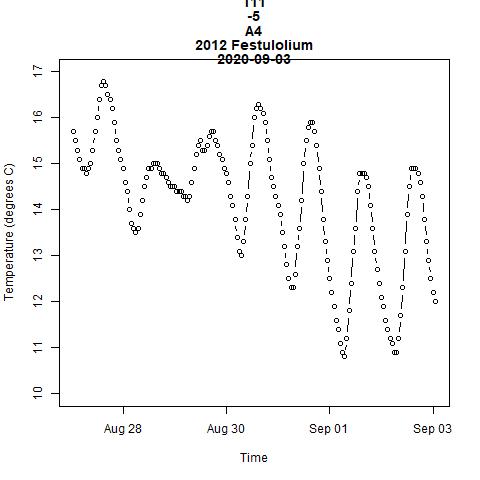 T11
-5
A4
2012 Festulolium
2020-09-03
Temperature (degrees C)
17
16
15
14
13
12
11
10
Aug 28
Aug 30
Sep 01
Sep 03
Time